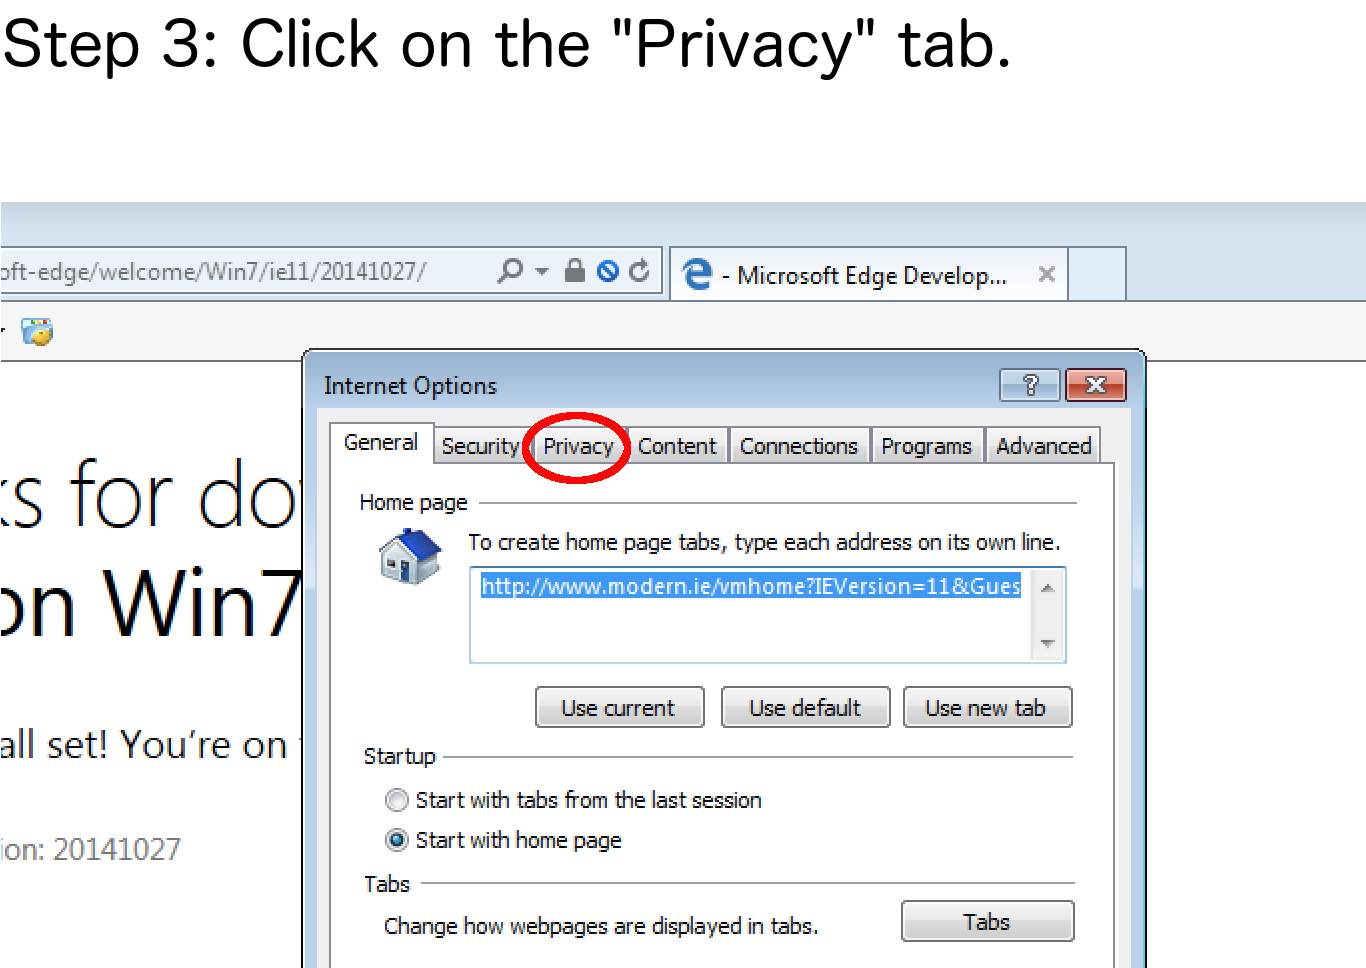 Step 3: Click on the "Privacy" tab.
oft-edge/welcome/Win7/ie11/20141027/
- Microsoft Edge Develop...
Internet Options
General Security Privacy Content Connections Programs Advanced
Home page
To create home page tabs, type each address on its own line.
http://www.modern.ie/vmhome?IEVersion=11&Gues
Use current Use default Use new tab
Startup
Start with tabs from the last session
Start with home page
Tabs
Change how webpages are displayed in tabs.
Tabs
ks for do
on Win7
all set! You’re on
ion: 20141027